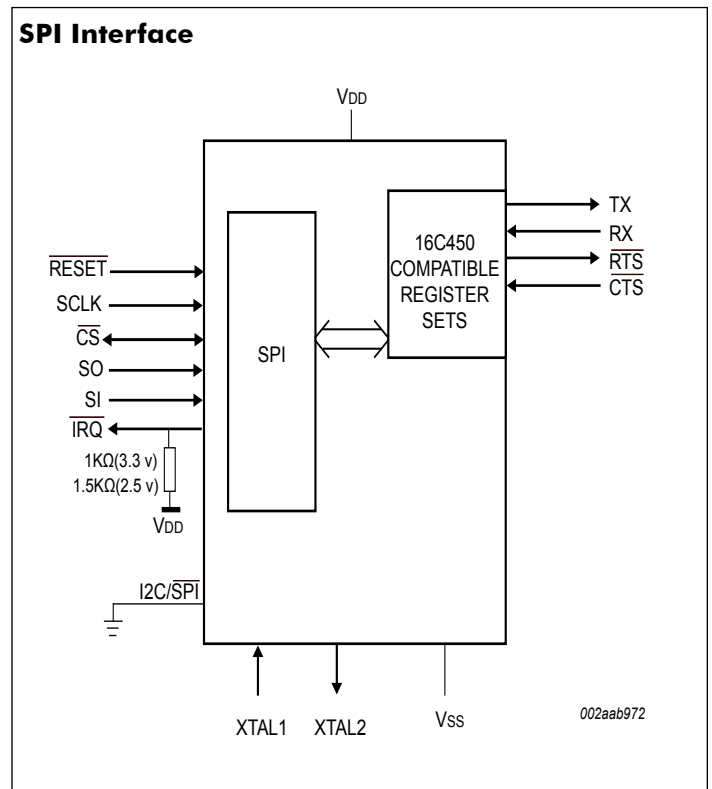 SPI Interface
VDD
RESET
SCLK
CS
SO
SI
IRQ
1KΩ(3.3 v)
1.5KΩ(2.5 v)
VDD
I2C/SPI
SPI
16C450
COMPATIBLE
REGISTER
SETS
TX
RX
RTS
CTS
XTAL1
XTAL2
VSS
002aab972